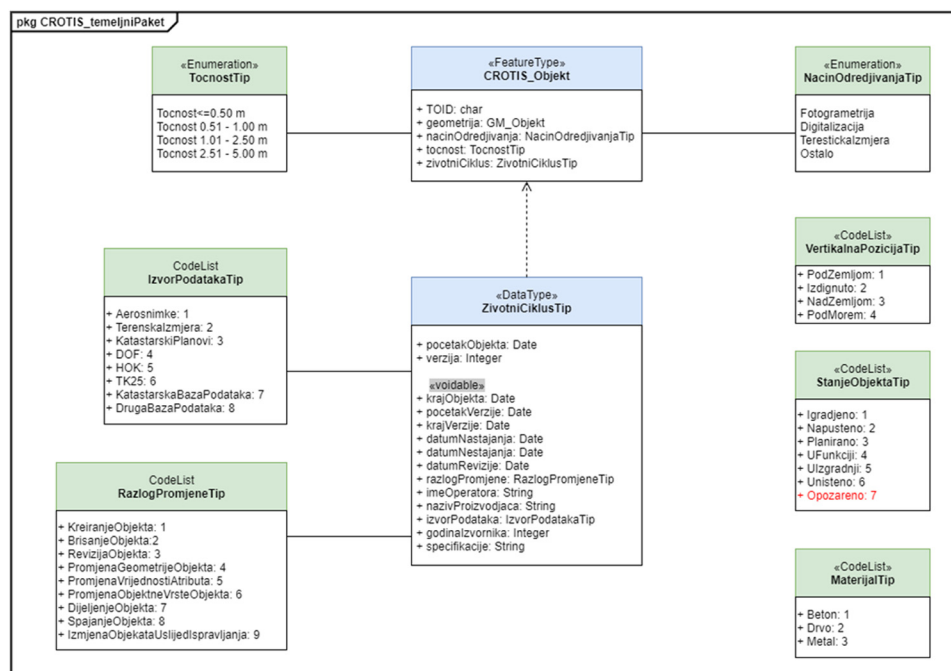 pkg CROTIS_temeljniPaket
«Enumeration»
TocnostTip
Tocnost<=0.50 m
Tocnost 0.51 - 1.00 m
Tocnost 1.01 - 2.50 m
Tocnost 2.51 - 5.00 m
«FeatureType»
CROTIS_Objekt
+ TOID: char
+ geometrija: GM_Objekt
+ nacinOdredjivanja: NacinOdredjivanjaTip
+ tocnost: TocnostTip
+ zivotniCiklus: ZivotniCiklusTip
«Enumeration»
NacinOdredjivanjaTip
Fotogrametrija
Digitalizacija
TerestickaIzmjera
Ostalo
«CodeList»
VertikalnaPozicijaTip
+ PodZemljom: 1
+ Izdignuto: 2
+ NadZemljom: 3
+ PodMorem: 4
CodeList
IzvorPodatakaTip
+ Aerosnimke: 1
+ TerenskaIzmjera: 2
+ KatastarskiPlanovi: 3
+ DOF: 4
+ HOK: 5
+ TK25: 6
+ KatastarskaBazaPodataka: 7
+ DrugaBazaPodataka: 8
«DataType»
ZivotniCiklusTip
+ pocetakObjekta: Date
+ verzija: Integer
«voidable»
+ krajObjekta: Date
+ pocetakVerzije: Date
+ krajVerzije: Date
+ datumNastajanja: Date
+ datumNestajanja: Date
+ datumRevizije: Date
+ razlogPromjene: RazlogPromjeneTip
+ imeOperatora: String
+ nazivProizvodjaca: String
+ izvorPodataka: IzvorPodatakaTip
+ godinaIzvornika: Integer
+ specifikacije: String
«CodeList»
StanjeObjektaTip
+ Igradjeno: 1
+ Napusteno: 2
+ Planirano: 3
+ UFunkciji: 4
+ UIzgradnji: 5
+ Unisteno: 6
+ Opozareno: 7
CodeList
RazlogPromjeneTip
+ KreiranjeObjekta: 1
+ BrisanjeObjekta:2
+ RevizijaObjekta: 3
+ PromjenaGeometrijeObjekta: 4
+ PromjenaVrijednostiAtributa: 5
+ PromjenaObjektneVrsteObjekta: 6
+ DijeljenjeObjekta: 7
+ SpajanjeObjekta: 8
+ IzmjenaObjekataUslijedIspravljanja: 9
«CodeList»
MaterijalTip
+ Beton: 1
+ Drvo: 2
+ Metal: 3